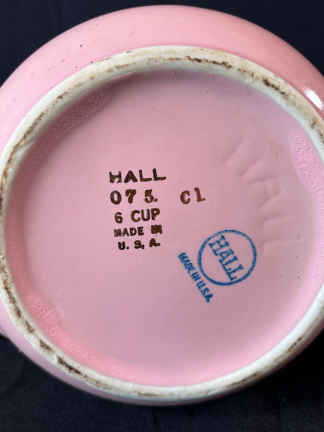 HALL
075. Cl
6 CUP
MADE IN
U.S.A.
HALL
MADE IN U.S.A.
HALL